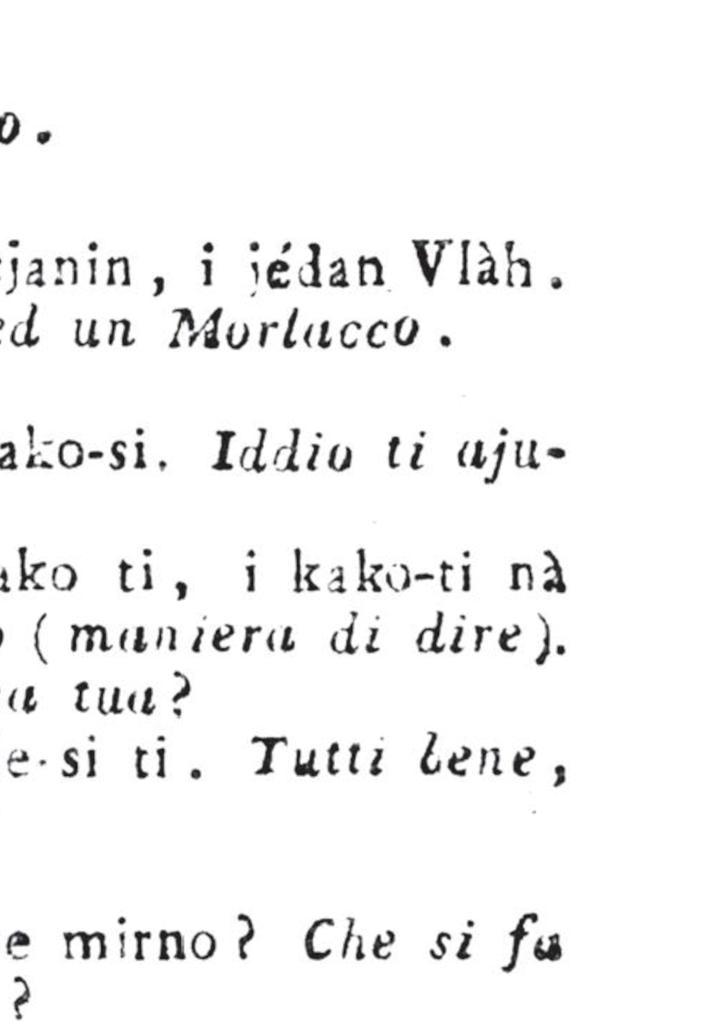 o.
janin, i jédan Vlàh.
ed un Morlacco.
ako-si. Iddio ti aju-
ako ti, i kako-ti nà
o (maniera di dire).
a tua?
e-si ti. Tutti bene,
e mirno? Che si fa
?